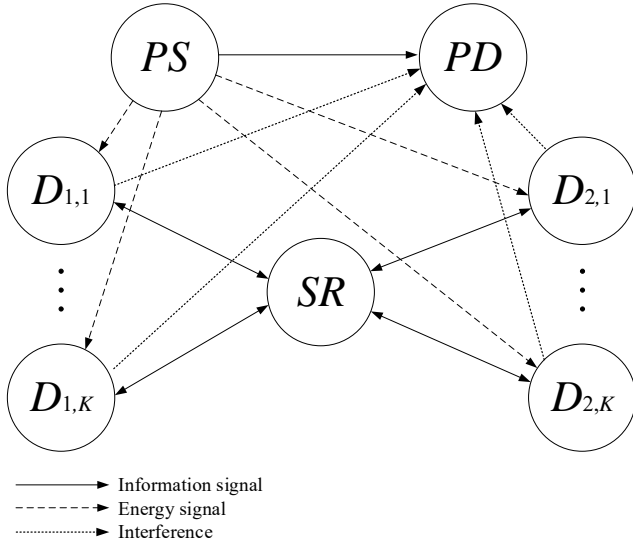 PS PD
D1,1 D2,1
SR
D1,K D2,K
Information signal
Energy signal
Interference